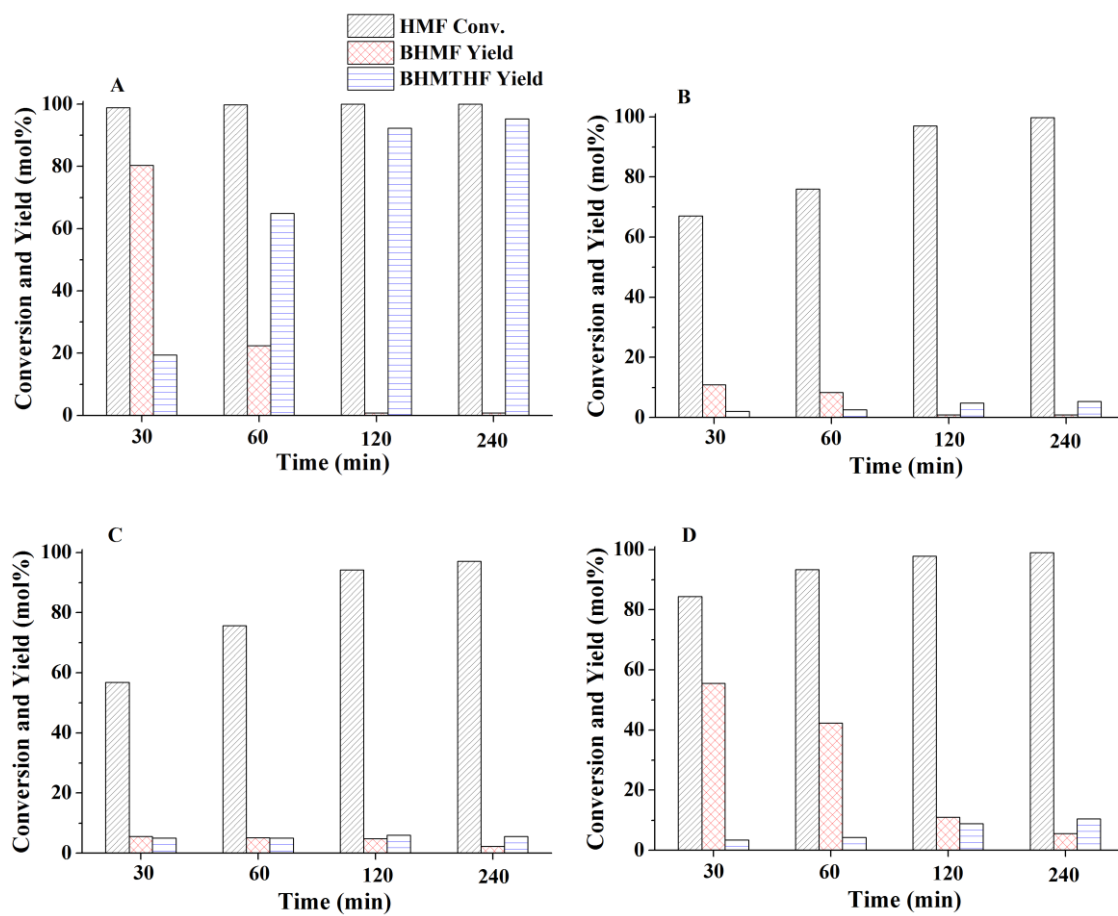 HMF Conv.
BHMF Yield
BHMTHF Yield
A
Conversion and Yield (mol%)
100
80
60
40
20
0
30 60 120 240
Time (min)
B
Conversion and Yield (mol%)
100
80
60
40
20
0
30 60 120 240
Time (min)
C
Conversion and Yield (mol%)
100
80
60
40
20
0
30 60 120 240
Time (min)
D
Conversion and Yield (mol%)
100
80
60
40
20
0
30 60 120 240
Time (min)